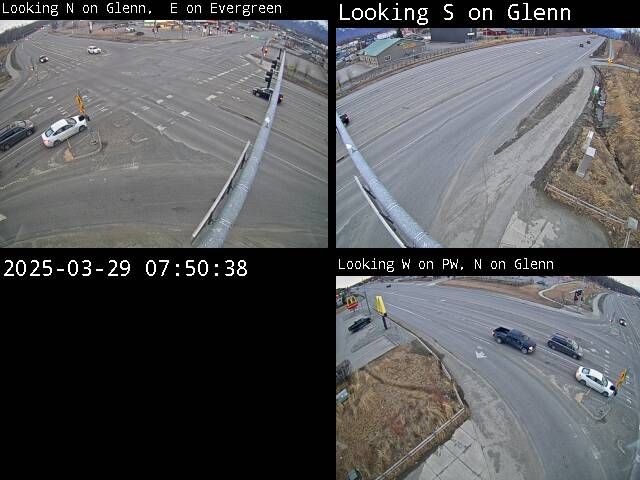 Looking N on Glenn,  E on Evergreen
Looking S on Glenn
2025-03-29 07:50:38
Looking W on PW, N on Glenn